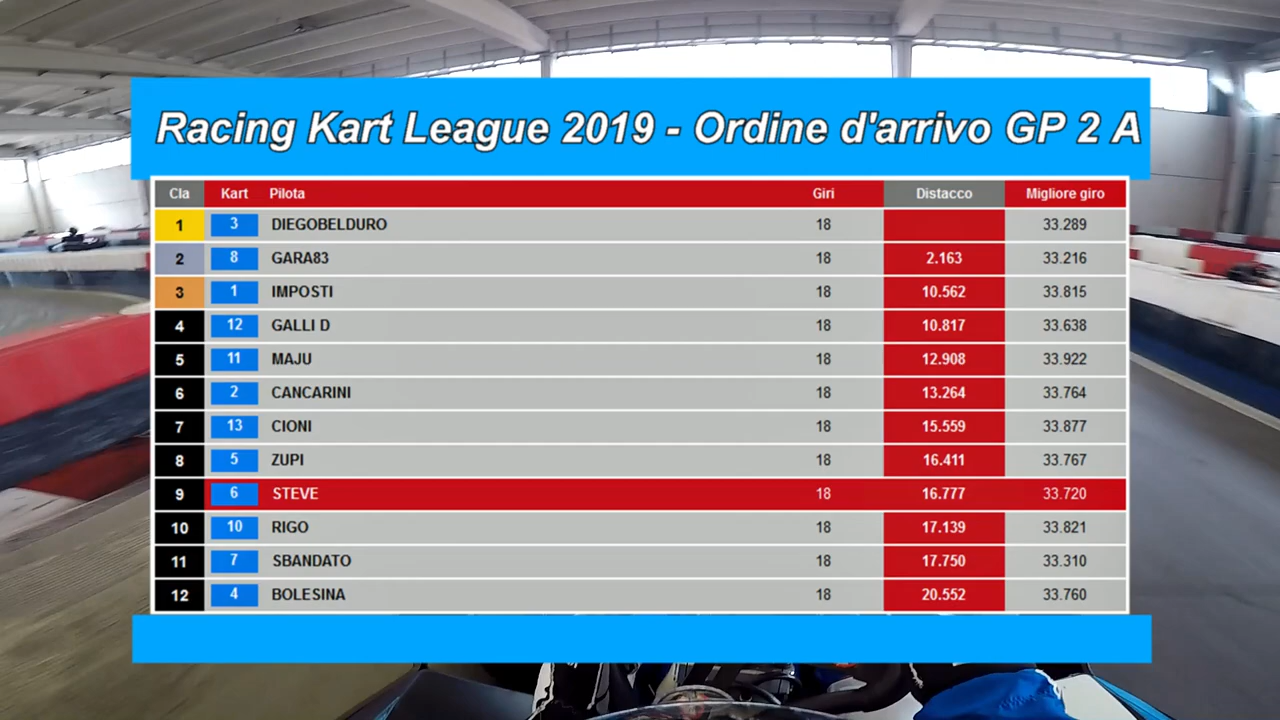 Racing Kart League 2019 - Ordine d'arrivo GP 2 A
Cla Kart Pilota Giri Distacco Migliore giro
1 3 DIEGOBELDURO 18 33.289
2 8 GARA83 18 2.163 33.216
3 1 IMPOSTI 18 10.562 33.815
4 12 GALLI D 18 10.817 33.638
5 11 MAJU 18 12.908 33.922
6 2 CANCARINI 18 13.264 33.764
7 13 CIONI 18 15.559 33.877
8 5 ZUPI 18 16.411 33.767
9 6 STEVE 18 16.777 33.720
10 10 RIGO 18 17.139 33.821
11 7 SBANDATO 18 17.750 33.310
12 4 BOLESINA 18 20.552 33.760